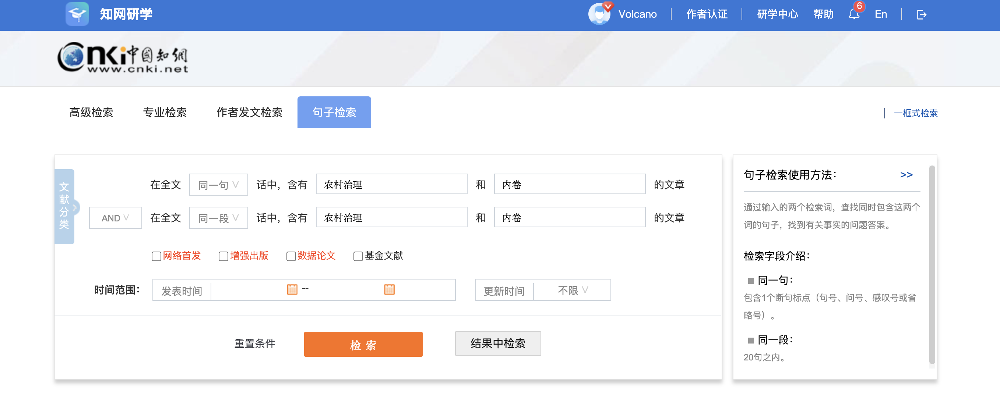 知网研学
Volcano
作者认证
研学中心
帮助
6
En
CNKI中国知網
www.cnki.net
高级检索
专业检索
作者发文检索
句子检索
一框式检索
文献分类
在全文 同一句 话中，含有 农村治理 和 内卷 的文章
AND 在全文 同一段 话中，含有 农村治理 和 内卷 的文章
网络首发 增强出版 数据论文 基金文献
时间范围： 发表时间 -- 更新时间 不限
重置条件 检 索 结果中检索
句子检索使用方法： >>
通过输入的两个检索词，查找同时包含这两个
词的句子，找到有关事实的问题答案。
检索字段介绍：
同一句：
包含1个断句标点（句号、问号、感叹号或省
略号）。
同一段：
20句之内。